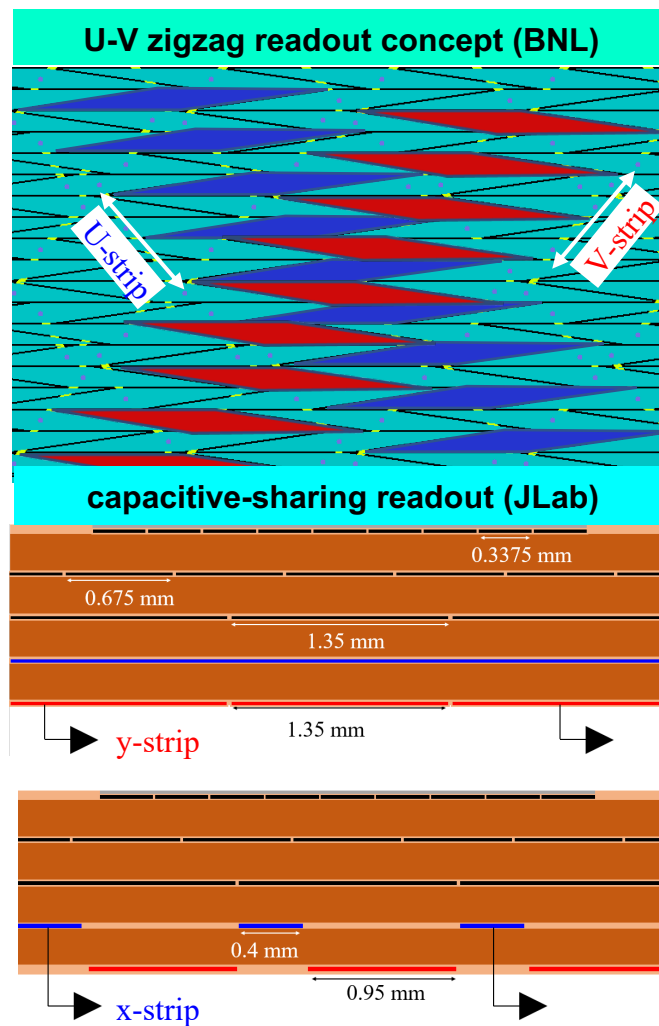 U-V zigzag readout concept (BNL)
U-strip
V-strip
capacitive-sharing readout (JLab)
0.3375 mm
0.675 mm
1.35 mm
1.35 mm
y-strip
0.4 mm
0.95 mm
x-strip